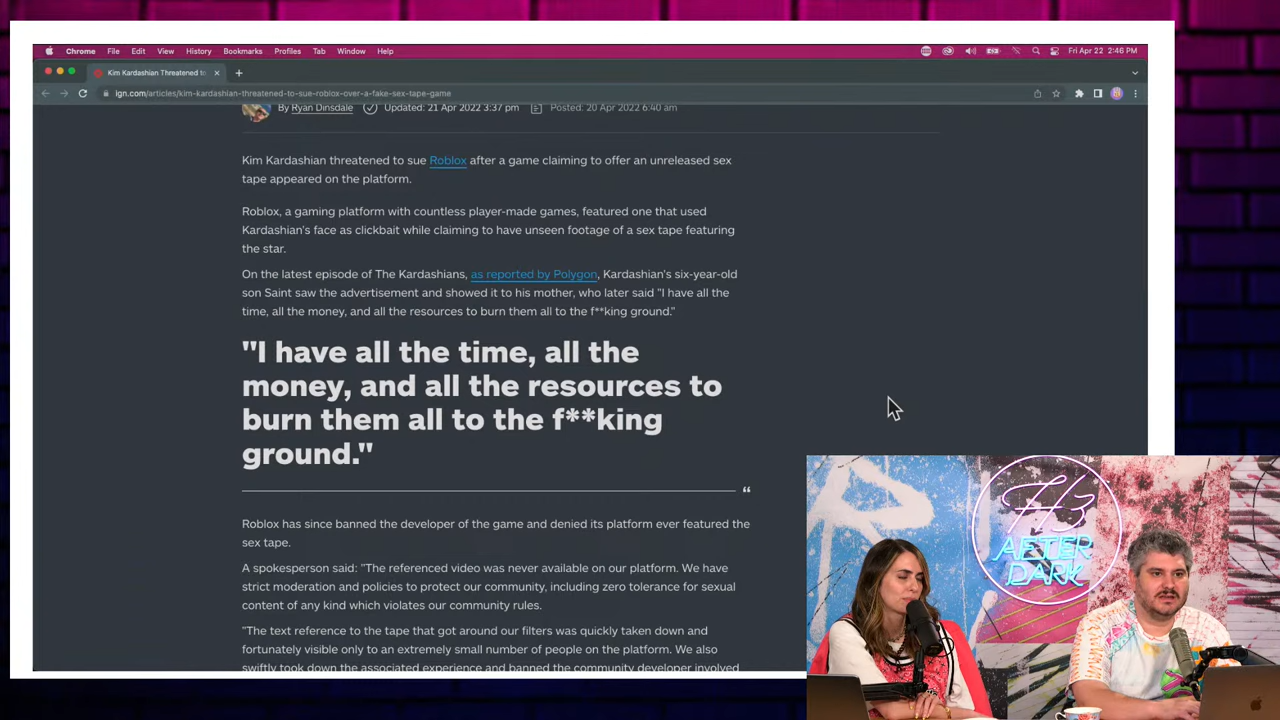 Chrome File Edit View History Bookmarks Profiles Tab Window Help Fri Apr 22 2:46 PM
Kim Kardashian Threatened to
ign.com/articles/kim-kardashian-threatened-to-sue-roblox-over-a-fake-sex-tape-game
By Ryan Dinsdale Updated: 21 Apr 2022 3:37 pm Posted: 20 Apr 2022 6:40 am
Kim Kardashian threatened to sue Roblox after a game claiming to offer an unreleased sex
tape appeared on the platform.
Roblox, a gaming platform with countless player-made games, featured one that used
Kardashian's face as clickbait while claiming to have unseen footage of a sex tape featuring
the star.
On the latest episode of The Kardashians, as reported by Polygon, Kardashian's six-year-old
son Saint saw the advertisement and showed it to his mother, who later said "I have all the
time, all the money, and all the resources to burn them all to the f**king ground."
"I have all the time, all the
money, and all the resources to
burn them all to the f**king
ground."
“
Roblox has since banned the developer of the game and denied its platform ever featured the
sex tape.
A spokesperson said: "The referenced video was never available on our platform. We have
strict moderation and policies to protect our community, including zero tolerance for sexual
content of any kind which violates our community rules.
"The text reference to the tape that got around our filters was quickly taken down and
fortunately visible only to an extremely small number of people on the platform. We also
swiftly took down the associated experience and banned the community developer involved
H3
AFTER
DARK